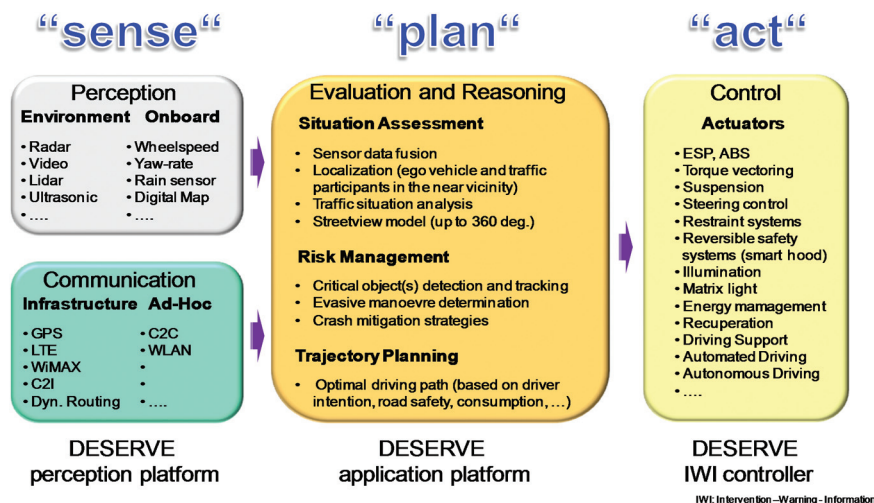 “sense“
“plan“
“act“
Perception
Environment Onboard
•Radar
•Video
•Lidar
•Ultrasonic
•....
•Wheelspeed
•Yaw-rate
•Rain sensor
•Digital Map
•....
Communication
Infrastructure Ad-Hoc
•GPS
•LTE
•WiMAX
•C2I
•Dyn. Routing
•C2C
•WLAN
•
•
•....
DESERVE
perception platform
Evaluation and Reasoning
Situation Assessment
• Sensor data fusion
• Localization (ego vehicle and traffic
participants in the near vicinity)
• Traffic situation analysis
• Streetview model (up to 360 deg.)
Risk Management
• Critical object(s) detection and tracking
• Evasive manoevre determination
• Crash mitigation strategies
Trajectory Planning
• Optimal driving path (based on driver
intention, road safety, consumption, …)
DESERVE
application platform
Control
Actuators
• ESP, ABS
• Torque vectoring
• Suspension
• Steering control
• Restraint systems
• Reversible safety
systems (smart hood)
• Illumination
• Matrix light
• Energy mamagement
• Recuperation
• Driving Support
• Automated Driving
• Autonomous Driving
• ....
DESERVE
IWI controller
IWI: Intervention–Warning-Information